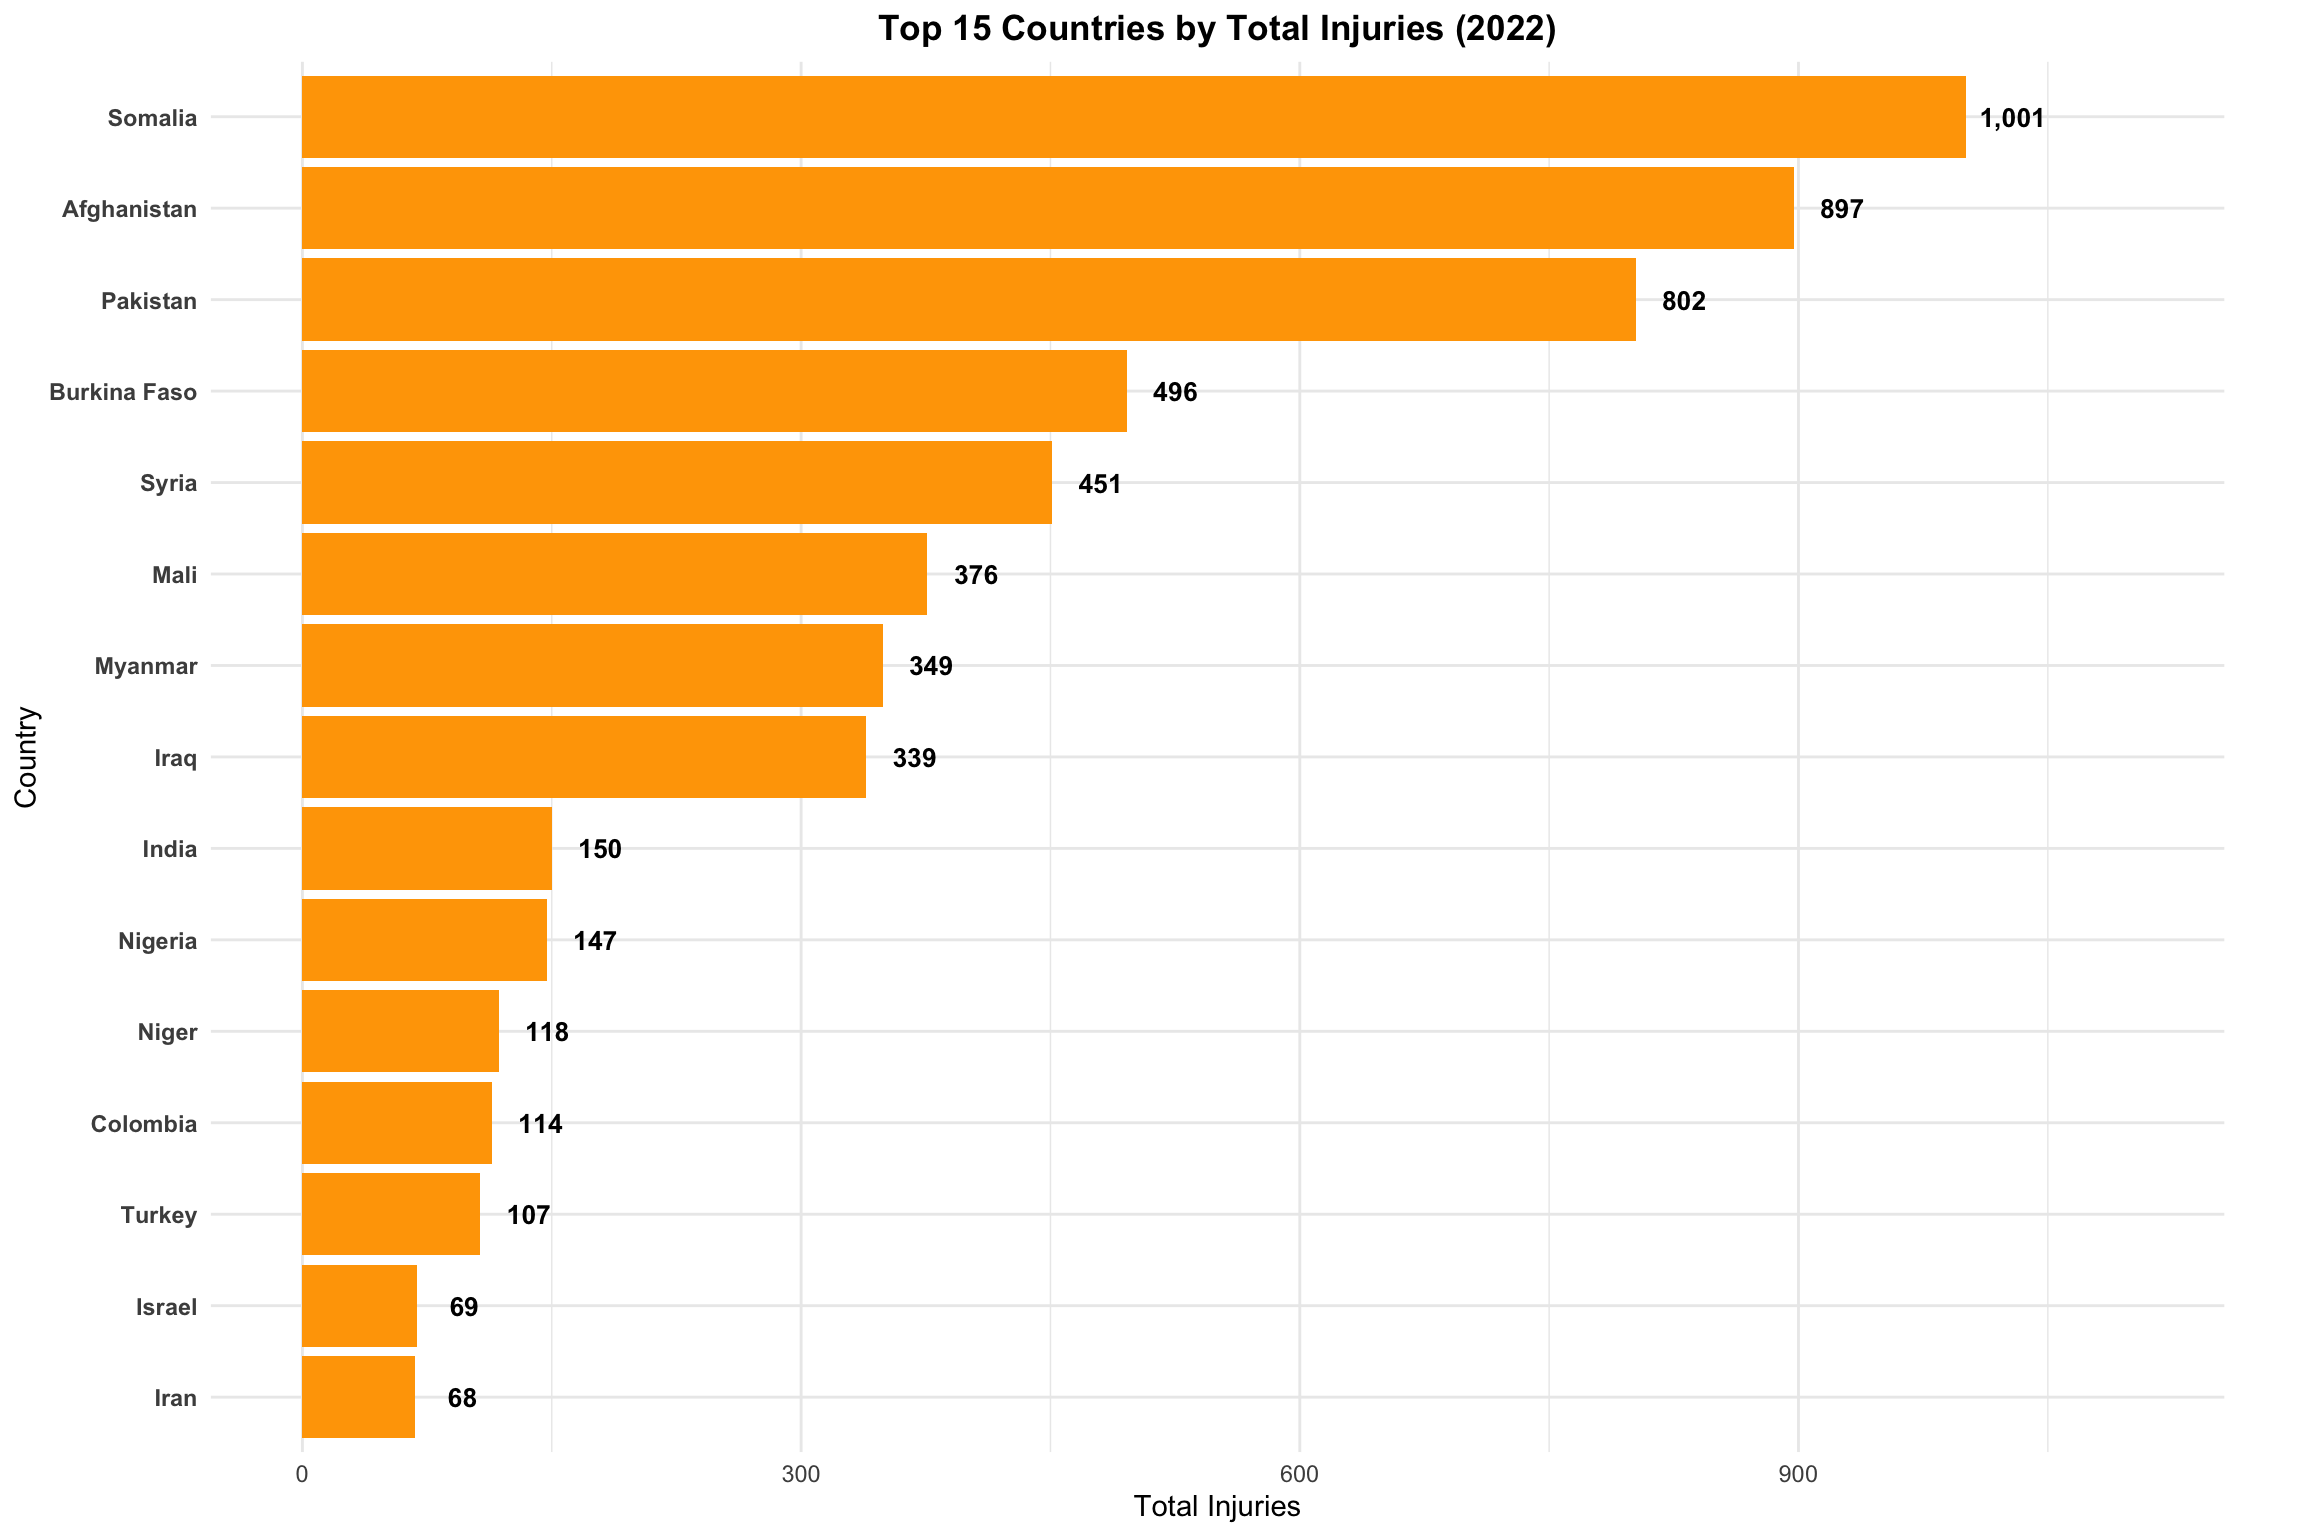 Top 15 Countries by Total Injuries (2022)
Somalia 1,001
Afghanistan 897
Pakistan 802
Burkina Faso 496
Syria 451
Mali 376
Myanmar 349
Iraq 339
India 150
Nigeria 147
Niger 118
Colombia 114
Turkey 107
Israel 69
Iran 68
Country
0 300 600 900
Total Injuries